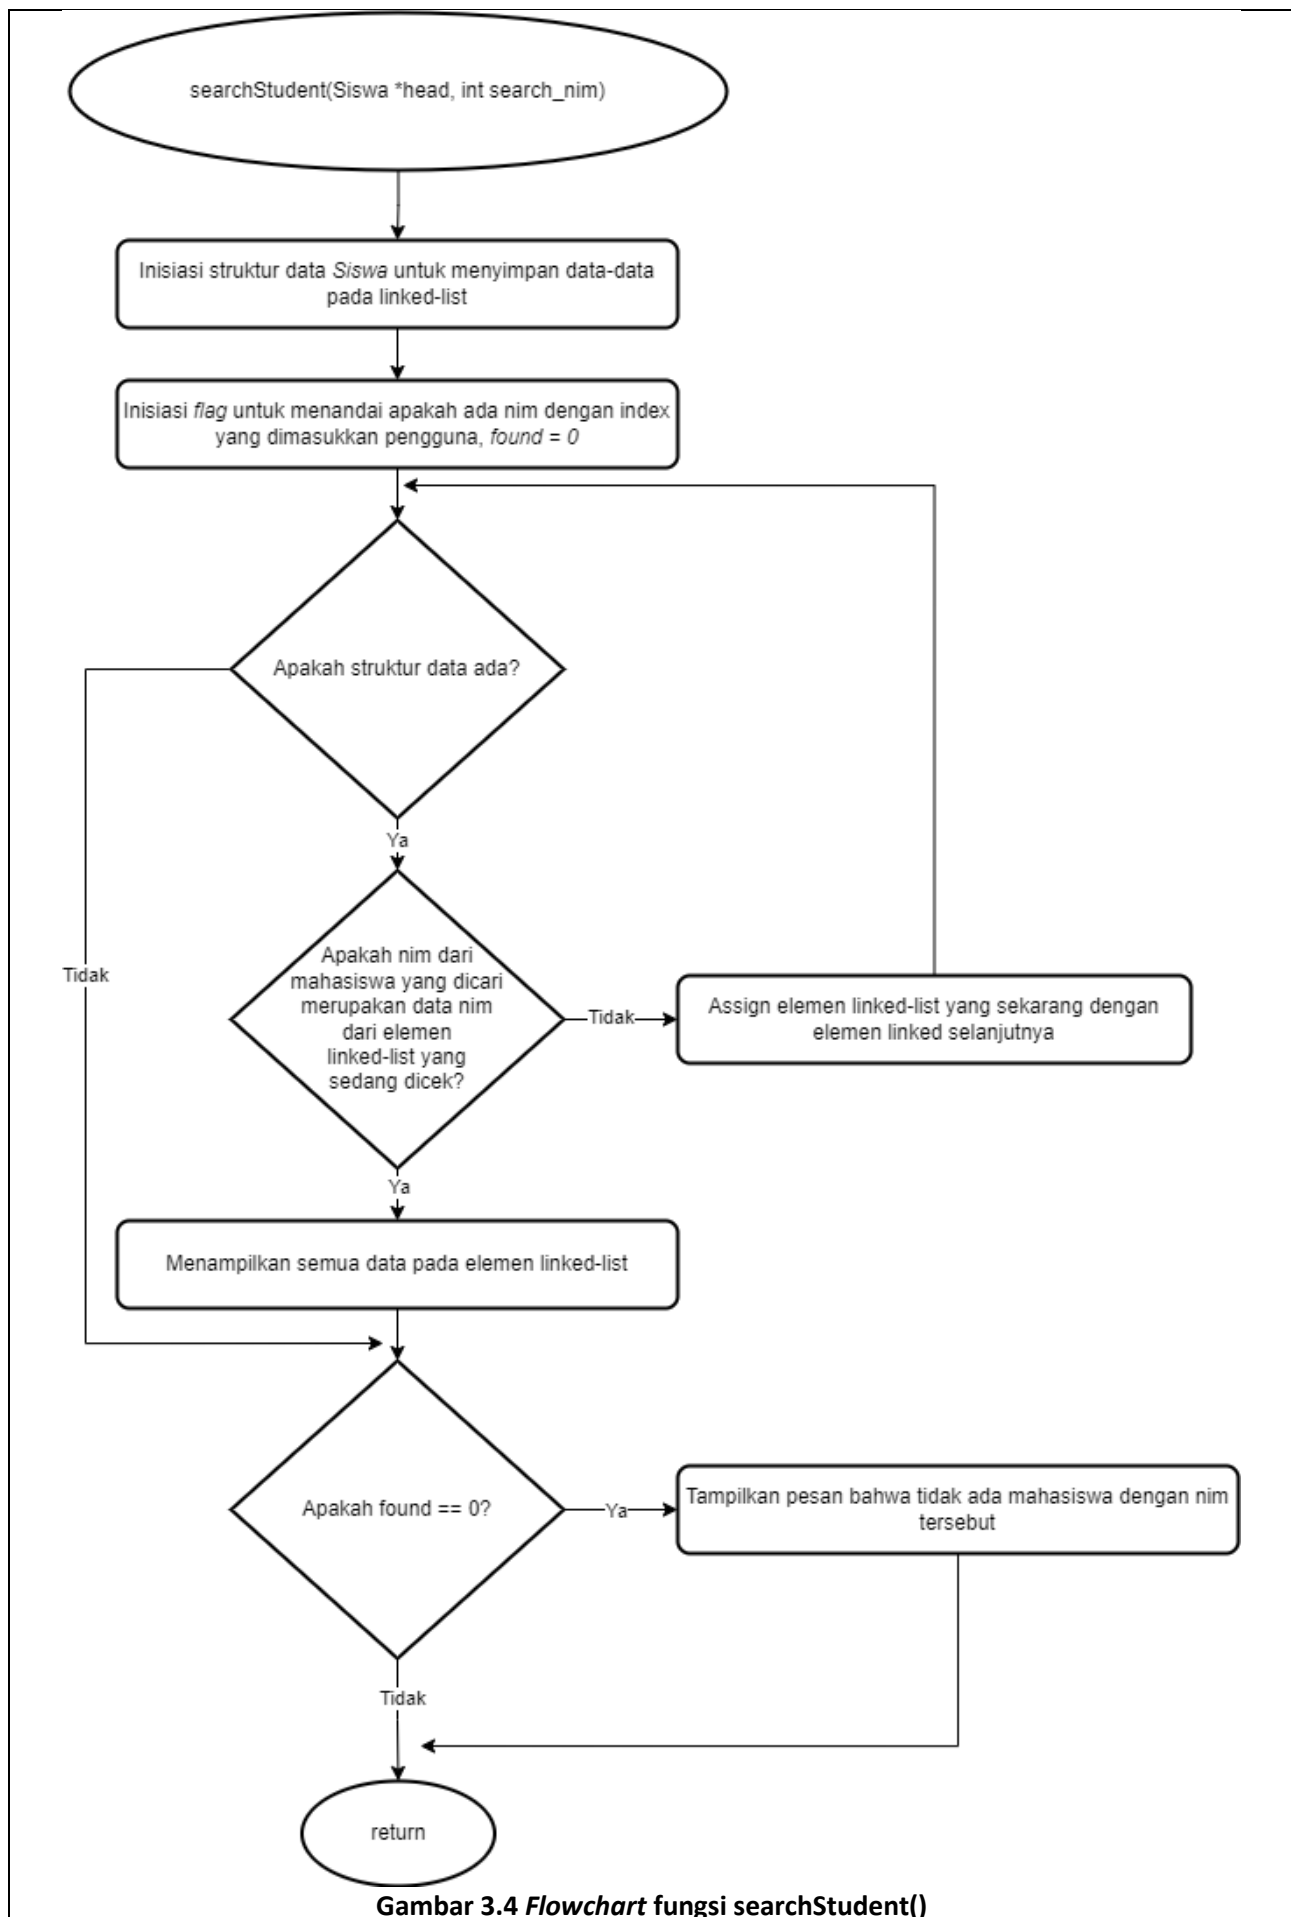 searchStudent(Siswa *head, int search_nim)
Inisiasi struktur data Siswa untuk menyimpan data-data
pada linked-list
Inisiasi flag untuk menandai apakah ada nim dengan index
yang dimasukkan pengguna, found = 0
Apakah struktur data ada?
Ya
Tidak
Apakah nim dari
mahasiswa yang dicari
merupakan data nim
dari elemen
linked-list yang
sedang dicek?
Tidak
Assign elemen linked-list yang sekarang dengan
elemen linked selanjutnya
Ya
Menampilkan semua data pada elemen linked-list
Apakah found == 0?
Ya
Tampilkan pesan bahwa tidak ada mahasiswa dengan nim
tersebut
Tidak
return
Gambar 3.4 Flowchart fungsi searchStudent()